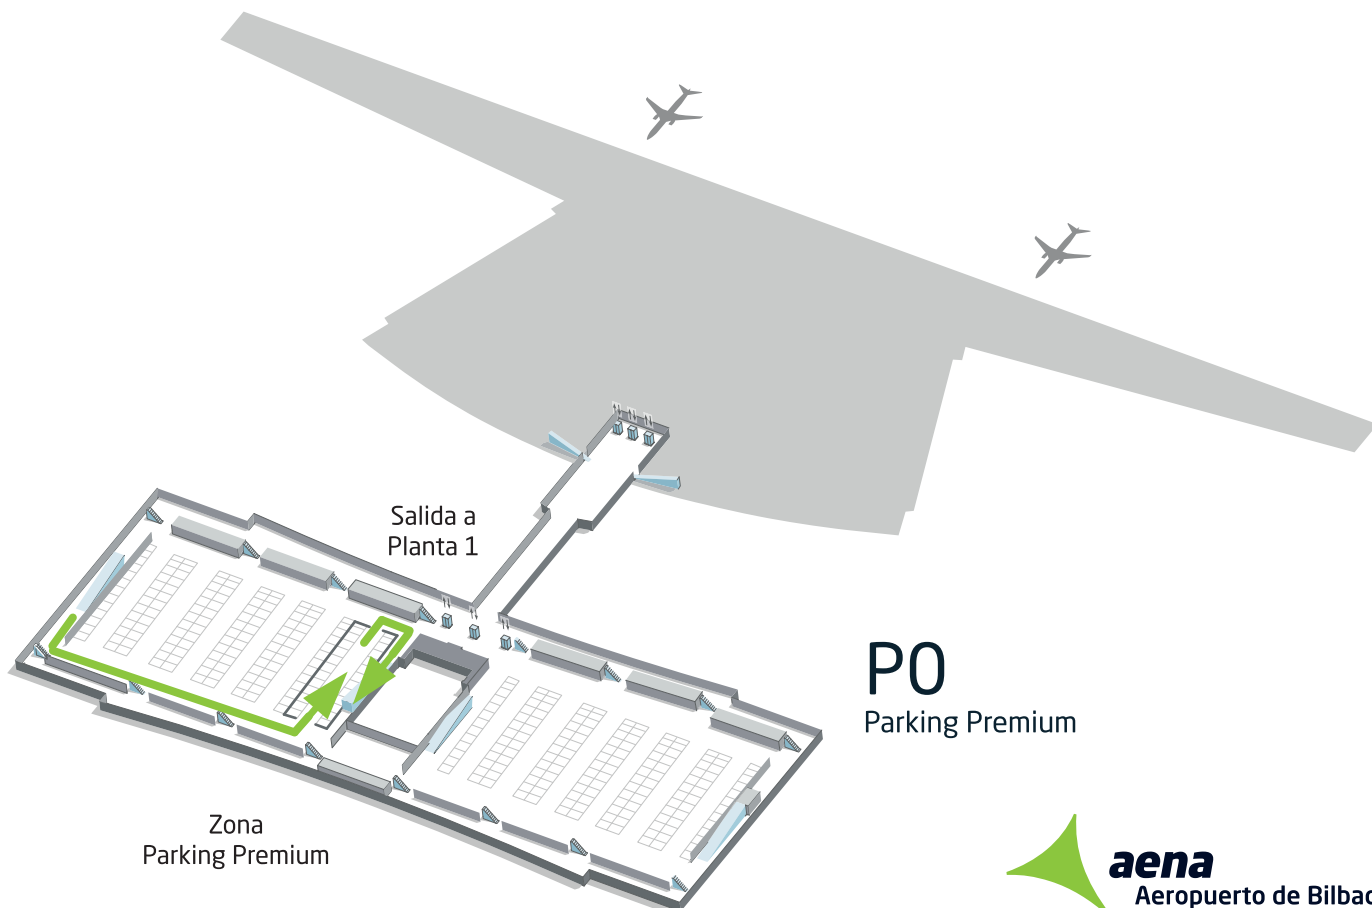 Salida a
Planta 1
P0
Parking Premium
Zona
Parking Premium
aena
Aeropuerto de Bilbao